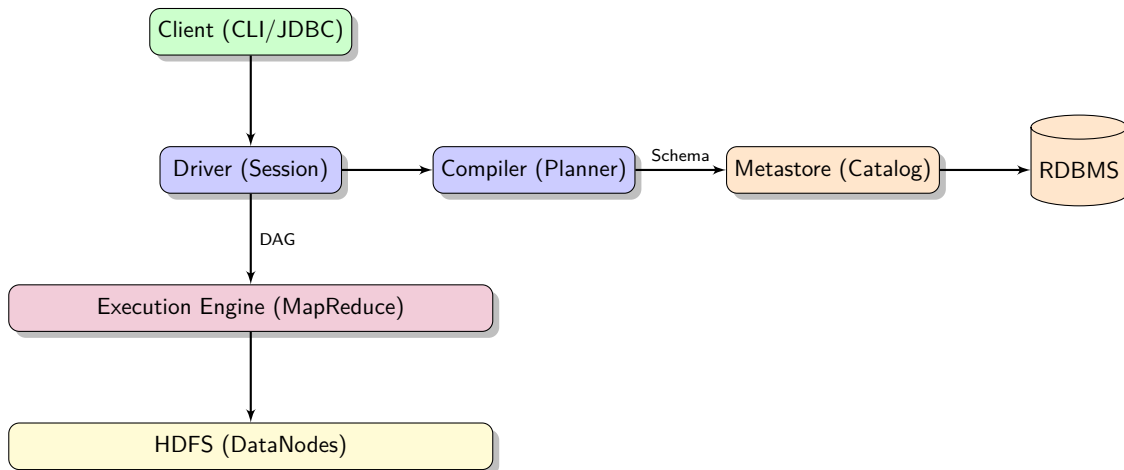 Client (CLI/JDBC)
Driver (Session)
Compiler (Planner)
Schema
Metastore (Catalog)
RDBMS
DAG
Execution Engine (MapReduce)
HDFS (DataNodes)